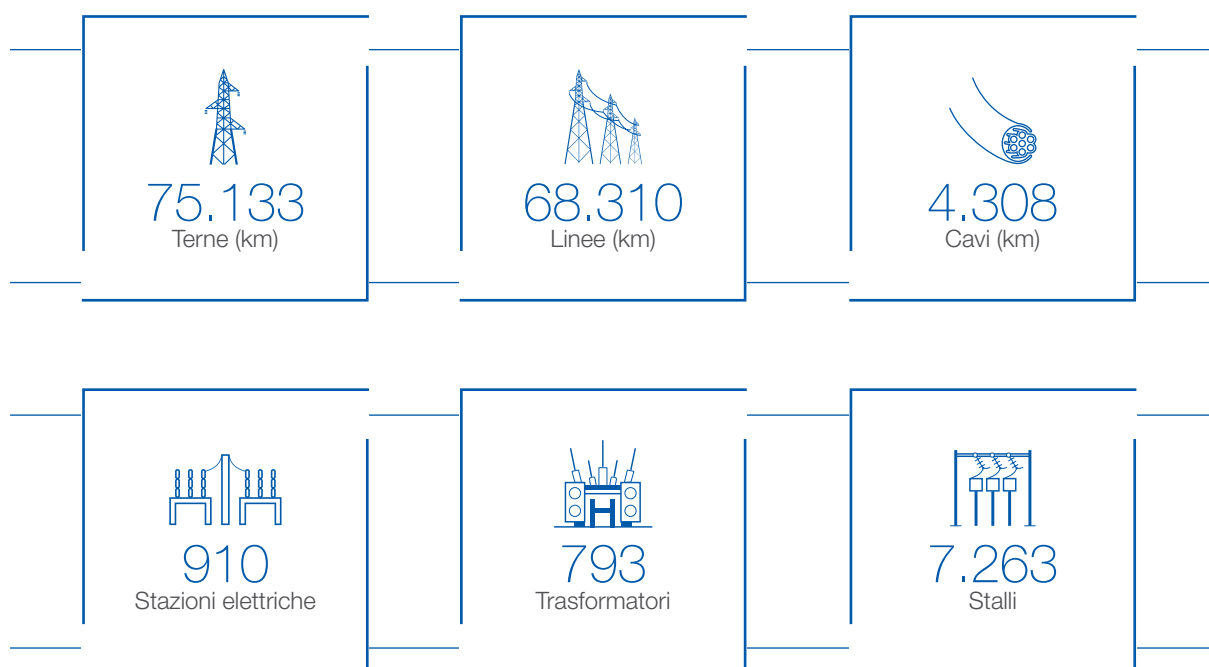 75.133
Terne (km)
68.310
Linee (km)
4.308
Cavi (km)
910
Stazioni elettriche
793
Trasformatori
7.263
Stalli